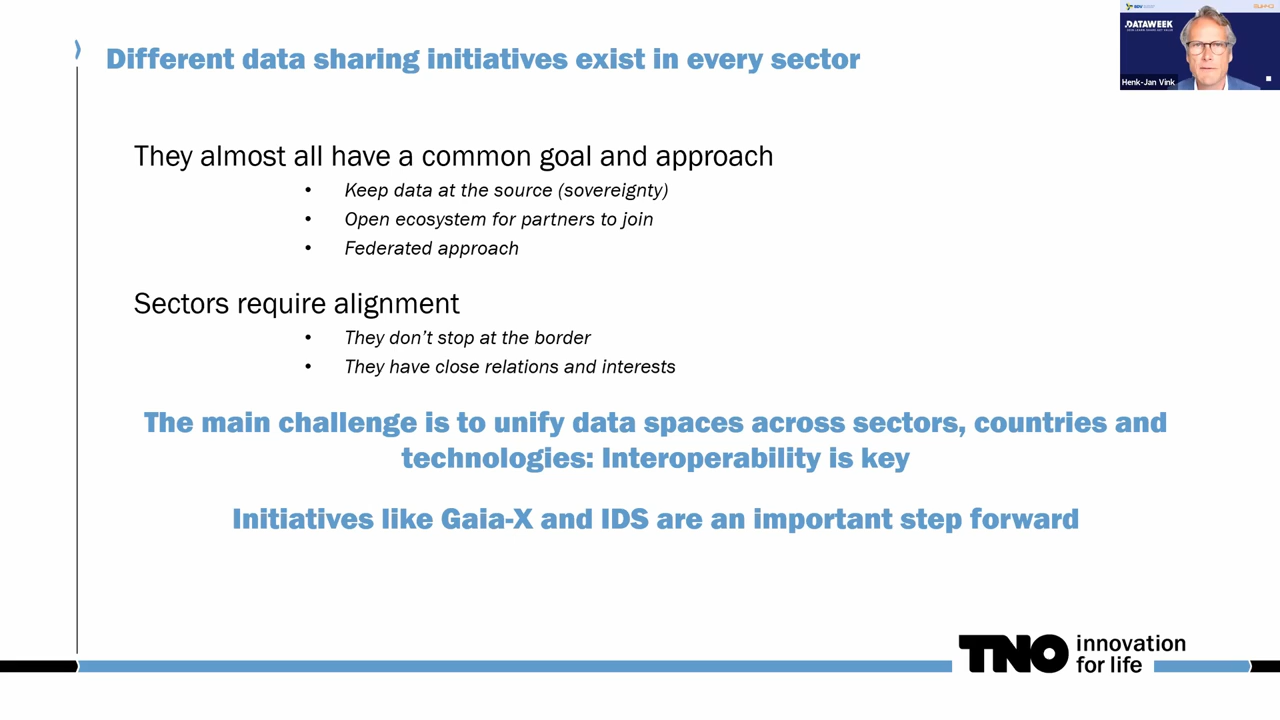 Different data sharing initiatives exist in every sector
DATAWEEK
Henk-Jan Vink
They almost all have a common goal and approach
• Keep data at the source (sovereignty)
• Open ecosystem for partners to join
• Federated approach
Sectors require alignment
• They don’t stop at the border
• They have close relations and interests
The main challenge is to unify data spaces across sectors, countries and
technologies: Interoperability is key
Initiatives like Gaia-X and IDS are an important step forward
TNO innovation
for life